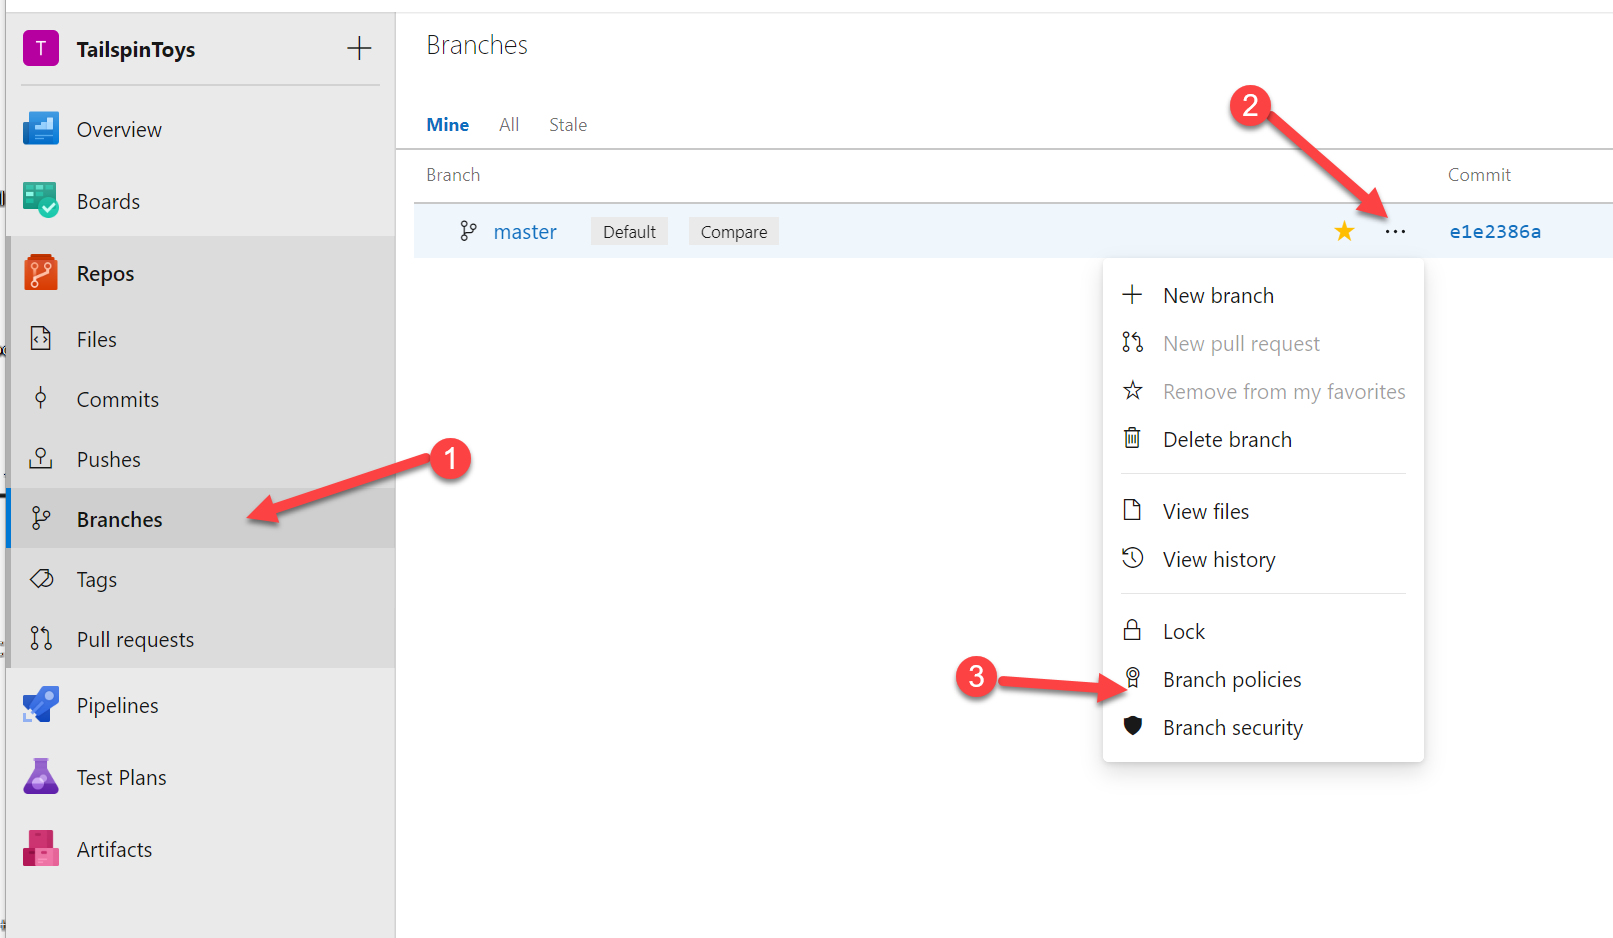 T TailspinToys
Overview
Boards
Repos
Files
Commits
Pushes
Branches
Tags
Pull requests
Pipelines
Test Plans
Artifacts
1
Branches
Mine All Stale
2
Branch Commit
master Default Compare ... e1e2386a
New branch
New pull request
Remove from my favorites
Delete branch
View files
View history
Lock
3
Branch policies
Branch security